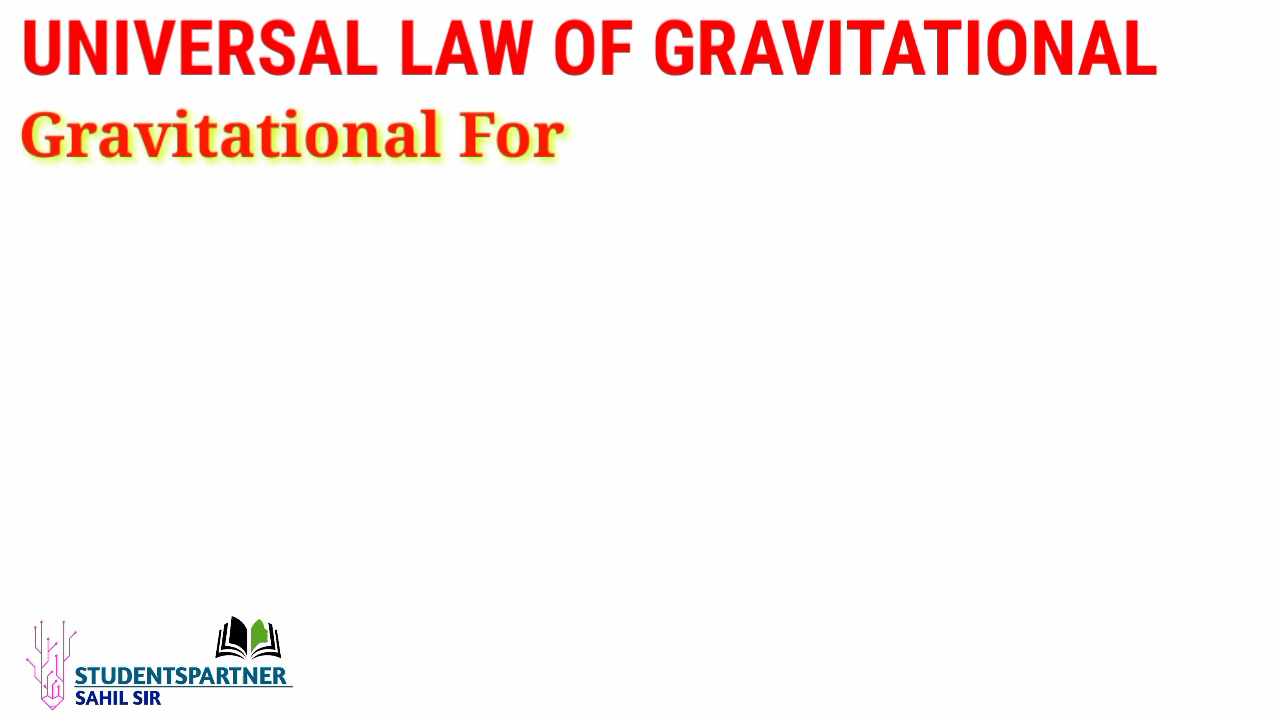 UNIVERSAL LAW OF GRAVITATIONAL
Gravitational For
STUDENTSPARTNER
SAHIL SIR